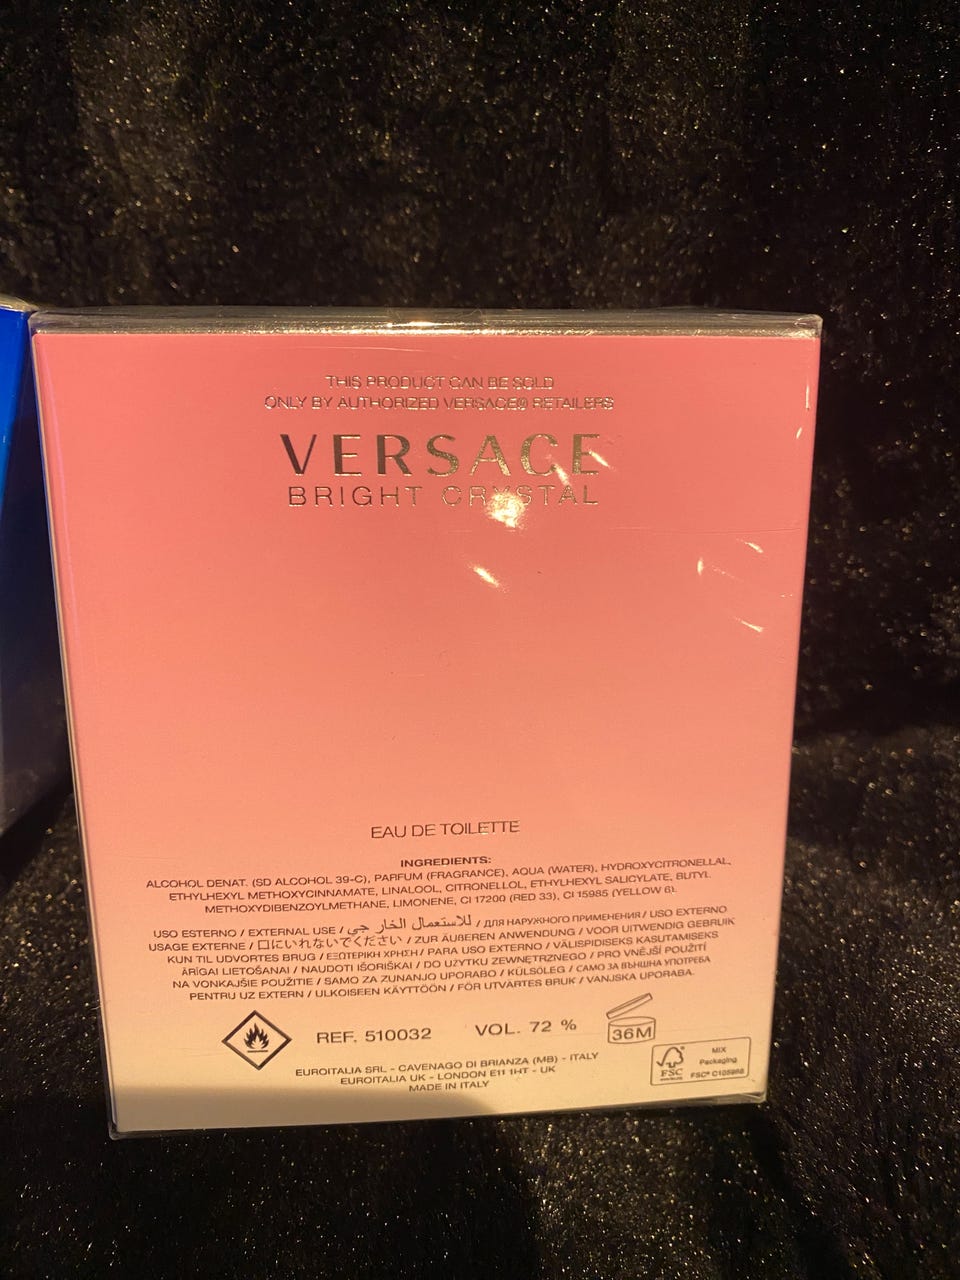 THIS PRODUCT CAN BE SOLD
ONLY BY AUTHORIZED VERSACE® RETAILERS
VERSACE
BRIGHT CRYSTAL
EAU DE TOILETTE
INGREDIENTS:
ALCOHOL DENAT. (SD ALCOHOL 39-C), PARFUM (FRAGRANCE), AQUA (WATER), HYDROXYCITRONELLAL,
ETHYLHEXYL METHOXYCINNAMATE, LINALOOL, CITRONELLOL, ETHYLHEXYL SALICYLATE, BUTYL
METHOXYDIBENZOYLMETHANE, LIMONENE, CI 17200 (RED 33), CI 15985 (YELLOW 6).
USO ESTERNO / EXTERNAL USE / للاستعمال الخارجي / ДЛЯ НАРУЖНОГО ПРИМЕНЕНИЯ / USO EXTERNO
USAGE EXTERNE / 口にいれないでください / ZUR ÄUßEREN ANWENDUNG / VOOR UITWENDIG GEBRUIK
KUN TIL UDVORTES BRUG / ΕΞΩΤΕΡΙΚΗ ΧΡΗΣΗ / PARA USO EXTERNO / VÄLISPIDISEKS KASUTAMISEKS
ĀRĪGAI LIETOŠANAI / NAUDOTI IŠORIŠKAI / DO UŻYTKU ZEWNĘTRZNEGO / PRO VNĚJŠÍ POUŽITÍ
NA VONKAJŠIE POUŽITIE / SAMO ZA ZUNANJO UPORABO / KÜLSŐLEG / САМО ЗА ВЪНШНА УПОТРЕБА
PENTRU UZ EXTERN / ULKOISEEN KÄYTTÖÖN / FÖR UTVÄRTES BRUK / VANJSKA UPORABA.
REF. 510032 VOL. 72 % 36M
EUROITALIA SRL - CAVENAGO DI BRIANZA (MB) - ITALY
EUROITALIA UK - LONDON E11 1HT - UK
MADE IN ITALY
FSC
MIX
Packaging
FSC® C105968